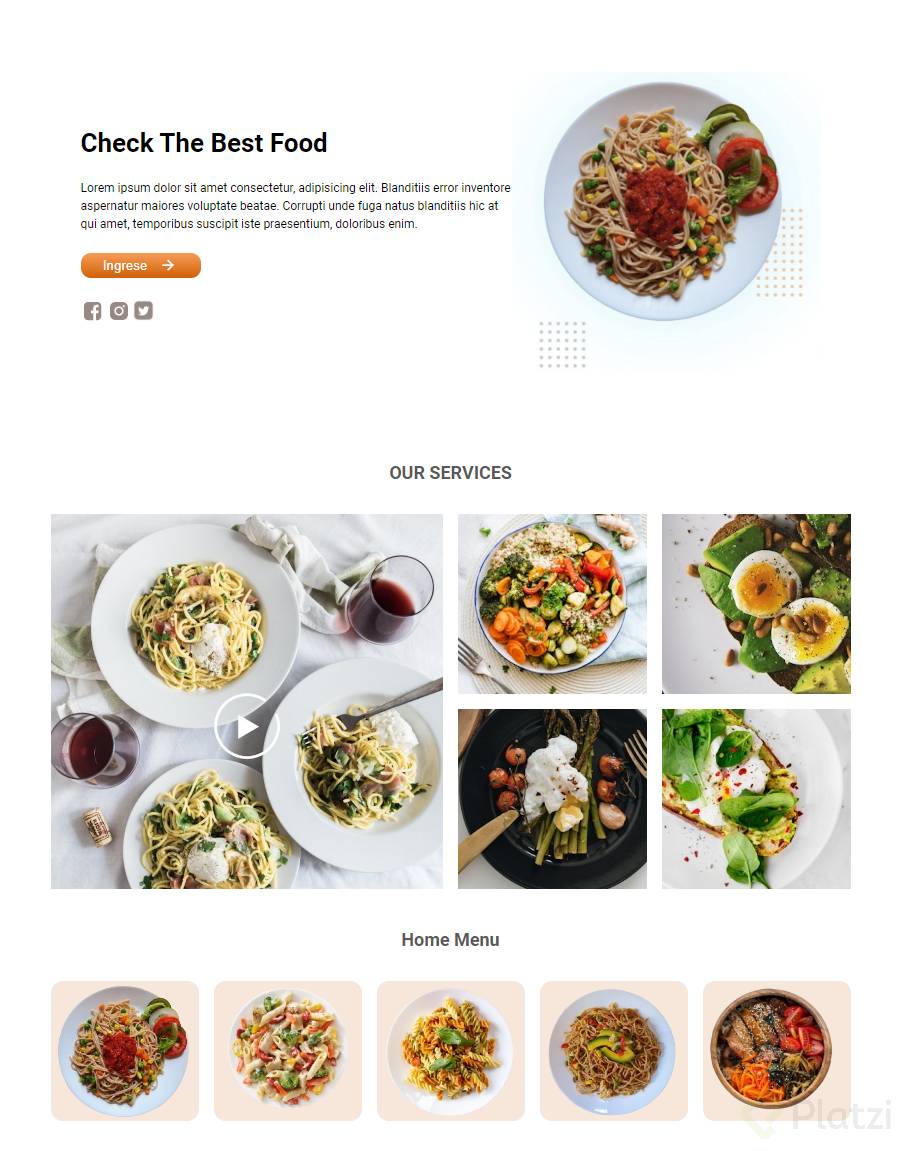 Check The Best Food
Lorem ipsum dolor sit amet consectetur, adipisicing elit. Blanditiis error inventore
aspernatur maiores voluptate beatae. Corrupti unde fuga natus blanditiis hic at
qui amet, temporibus suscipit iste praesentium, doloribus enim.
Ingrese
OUR SERVICES
Home Menu
Platzi